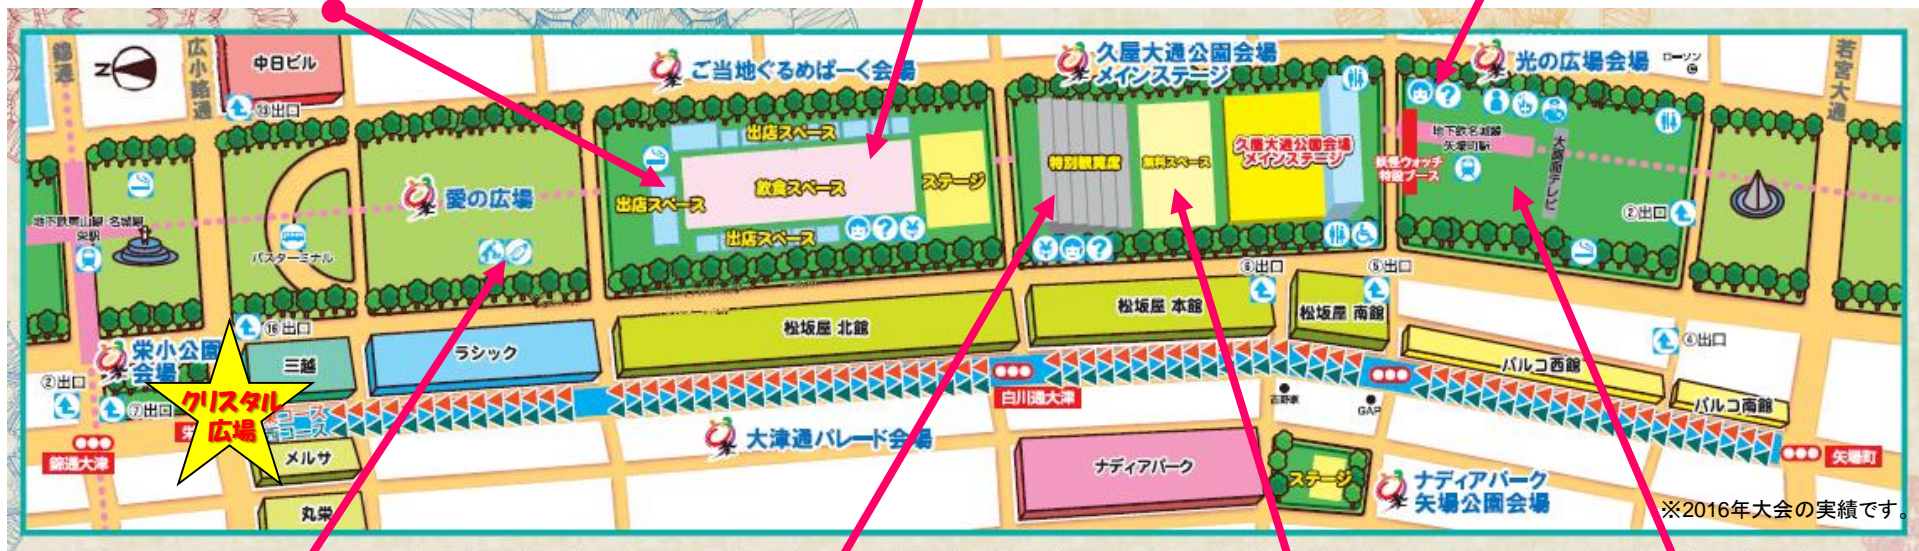 錦通
N
広小路通
中日ビル
⑬出口
ご当地ぐるめぱーく会場
久屋大通公園会場
メインステージ
光の広場会場
ローソン
若宮大通
出店スペース
飲食スペース
ステージ
出店スペース
出店スペース
特別観覧席
無料スペース
久屋大通公園会場
メインステージ
妖怪ウォッチ
特設ブース
地下鉄名城線
矢場町駅
大画面テレビ
②出口
愛の広場
地下鉄東山線・名城線
栄駅
バスターミナル
⑯出口
栄小公園
会場
②出口
⑦出口
クリスタル
広場
三越
ラシック
松坂屋 北館
松坂屋 本館
松坂屋 南館
⑥出口
⑤出口
パルコ西館
④出口
パルコ南館
コース
コース
錦通大津
メルサ
丸栄
大津通パレード会場
白川通大津
吉野家
GAP
矢場町
ナディアパーク
ステージ
ナディアパーク
矢場公園会場
※2016年大会の実績です。